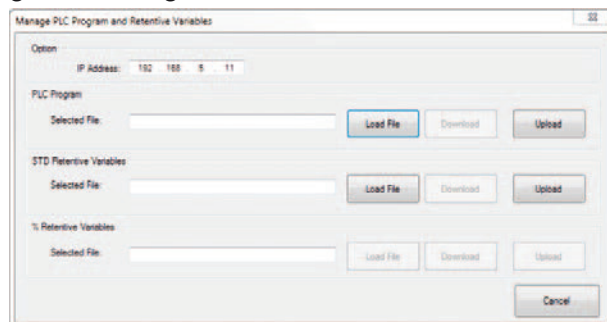 Manage PLC Program and Retentive Variables
Option
IP Address: 192 . 168 . 5 . 11
PLC Program
Selected File: Load File Download Upload
STD Retentive Variables
Selected File: Load File Download Upload
% Retentive Variables
Selected File: Load File Download Upload
Cancel